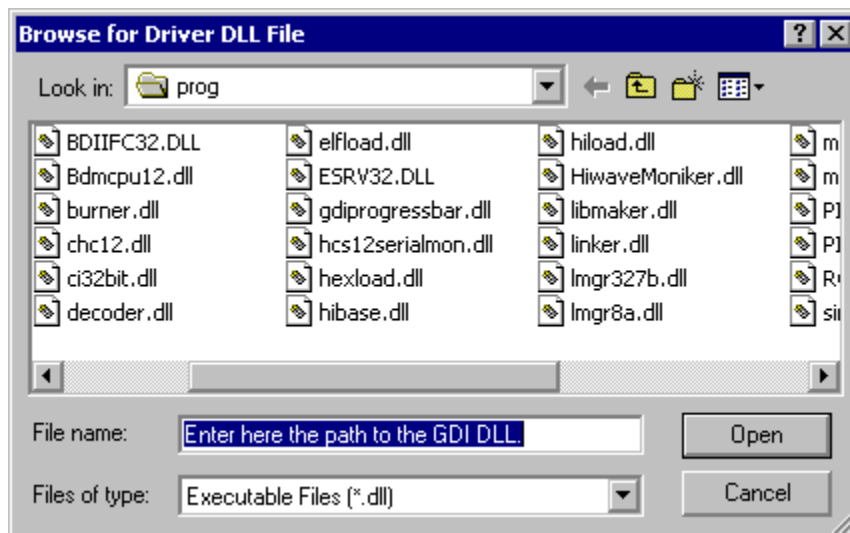 Browse for Driver DLL File
Look in: prog
BDIIFC32.DLL
Bdmcpu12.dll
burner.dll
chc12.dll
ci32bit.dll
decoder.dll
elfload.dll
ESRV32.DLL
gdiprogressbar.dll
hcs12serialmon.dll
hexload.dll
hibase.dll
hiload.dll
HiwaveMoniker.dll
libmaker.dll
linker.dll
lmgr327b.dll
lmgr8a.dll
File name: Enter here the path to the GDI DLL.
Open
Files of type: Executable Files (*.dll)
Cancel